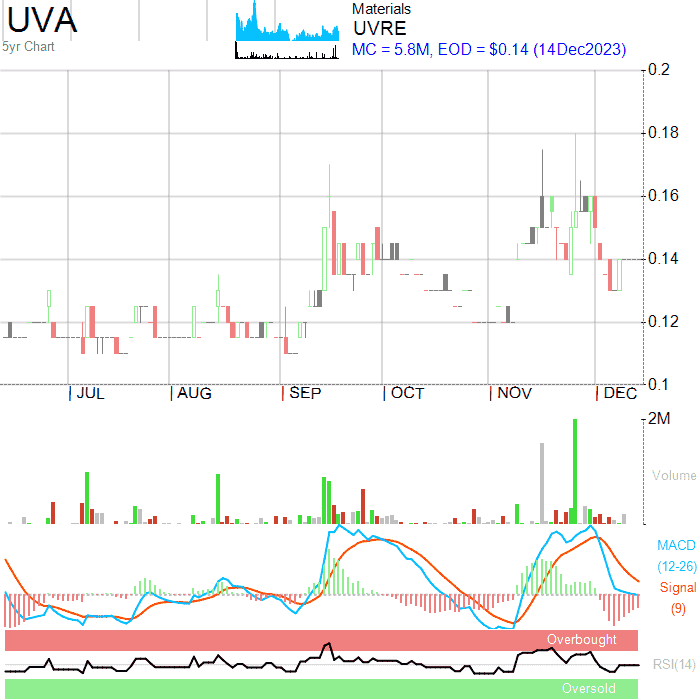 UVA
5yr Chart
Materials
UVRE
MC = 5.8M, EOD = $0.14 (14Dec2023)
0.2
0.18
0.16
0.14
0.12
0.1
JUL AUG SEP OCT NOV DEC
2M
Volume
MACD
(12-26)
Signal
(9)
Overbought
RSI(14)
Oversold